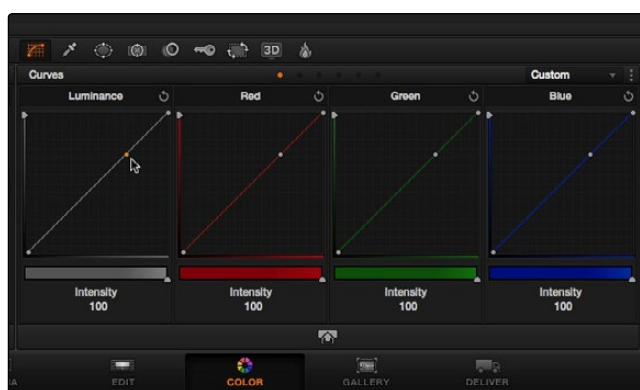 3D
Curves Custom
Luminance Red Green Blue
Intensity Intensity Intensity Intensity
100 100 100 100
EDIT COLOR GALLERY DELIVER